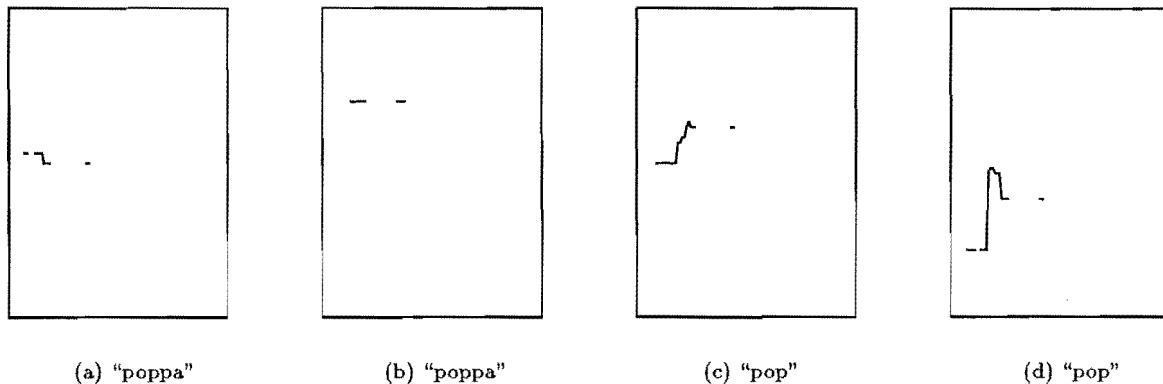 (a) “poppa”
(b) “poppa”
(c) “pop”
(d) “pop”